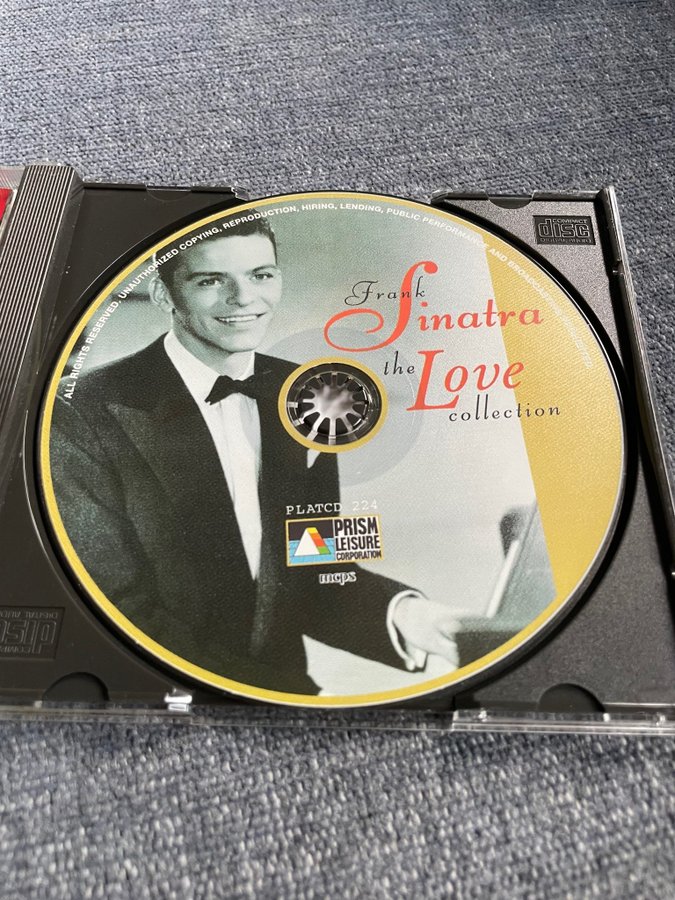 ALL RIGHTS RESERVED. UNAUTHORIZED COPYING, REPRODUCTION, HIRING, LENDING, PUBLIC PERFORMANCE AND BROADCASTING PROHIBITED
Frank
Sinatra
the Love
collection
PLATCD 224
PRISM
LEISURE
CORPORATION
mcps
COMPACT
disc
DIGITAL AUDIO